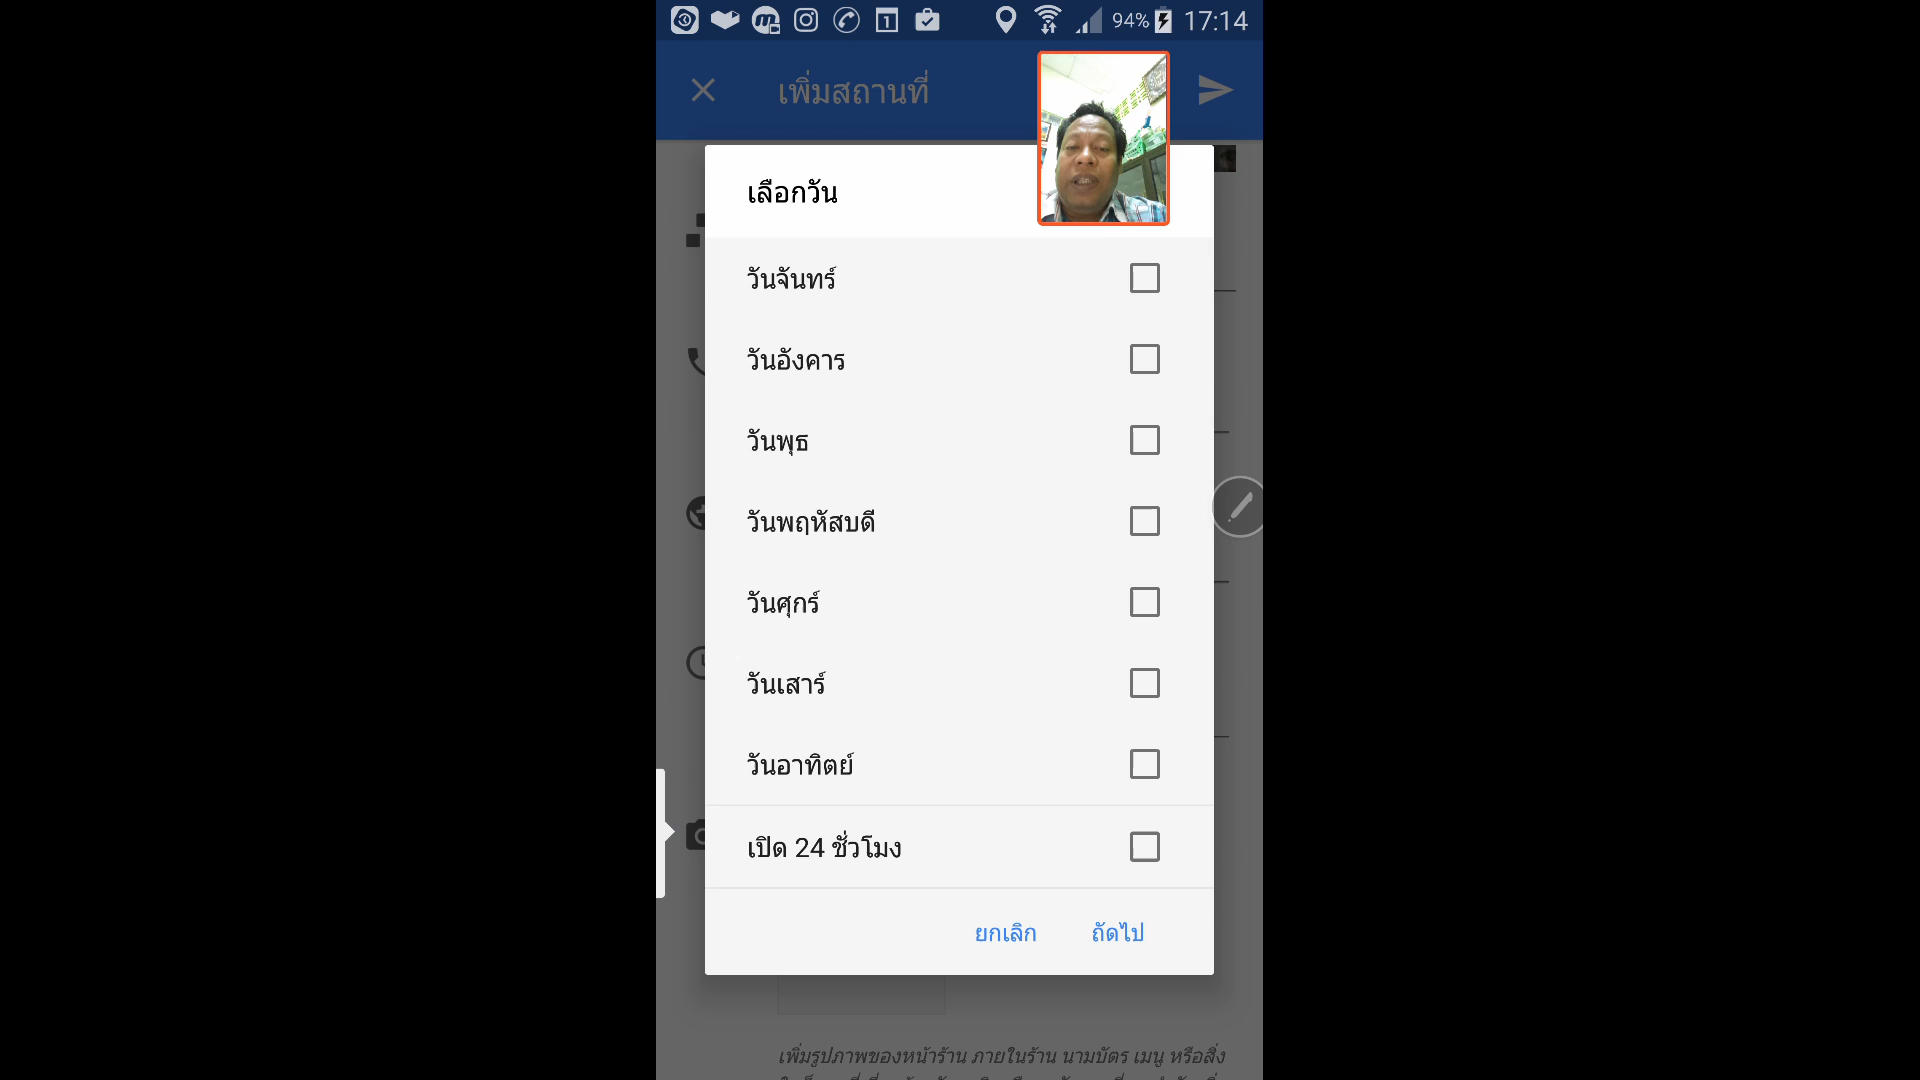 94% 17:14
เพิ่มสถานที่
เลือกวัน
วันจันทร์
วันอังคาร
วันพุธ
วันพฤหัสบดี
วันศุกร์
วันเสาร์
วันอาทิตย์
เปิด 24 ชั่วโมง
ยกเลิก ถัดไป
เพิ่มรูปภาพของหน้าร้าน ภายในร้าน นามบัตร เมนู หรือสิ่ง